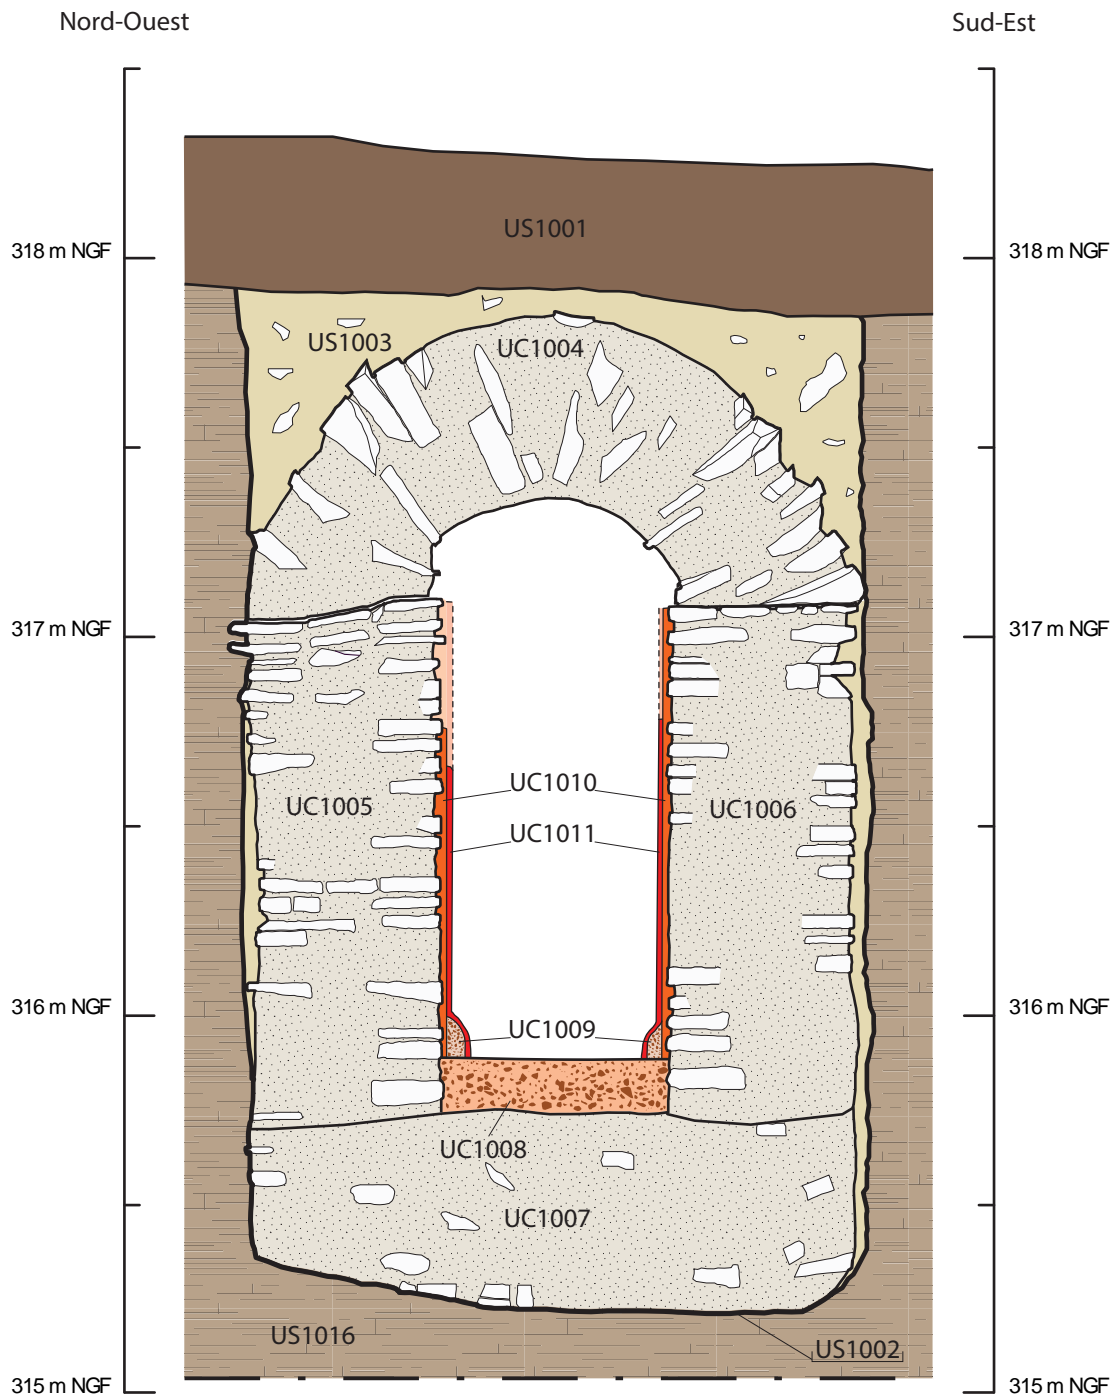 Nord-Ouest
Sud-Est
US1001
318 m NGF
318 m NGF
US1003
UC1004
317 m NGF
317 m NGF
UC1010
UC1005
UC1006
UC1011
316 m NGF
316 m NGF
UC1009
UC1008
UC1007
US1016
US1002
315 m NGF
315 m NGF